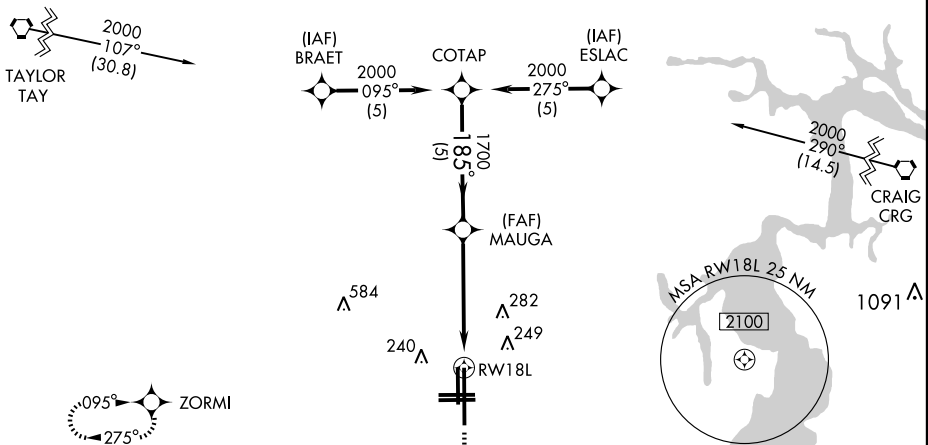 2000
107°
(30.8)
TAYLOR
TAY
(IAF)
BRAET
2000
095°
(5)
COTAP
(IAF)
ESLAC
2000
275°
(5)
1700
185°
(5)
2000
290°
(14.5)
CRAIG
CRG
(FAF)
MAUGA
MSA RW18L 25 NM
2100
1091
584
282
249
240
RW18L
095°
275°
ZORMI